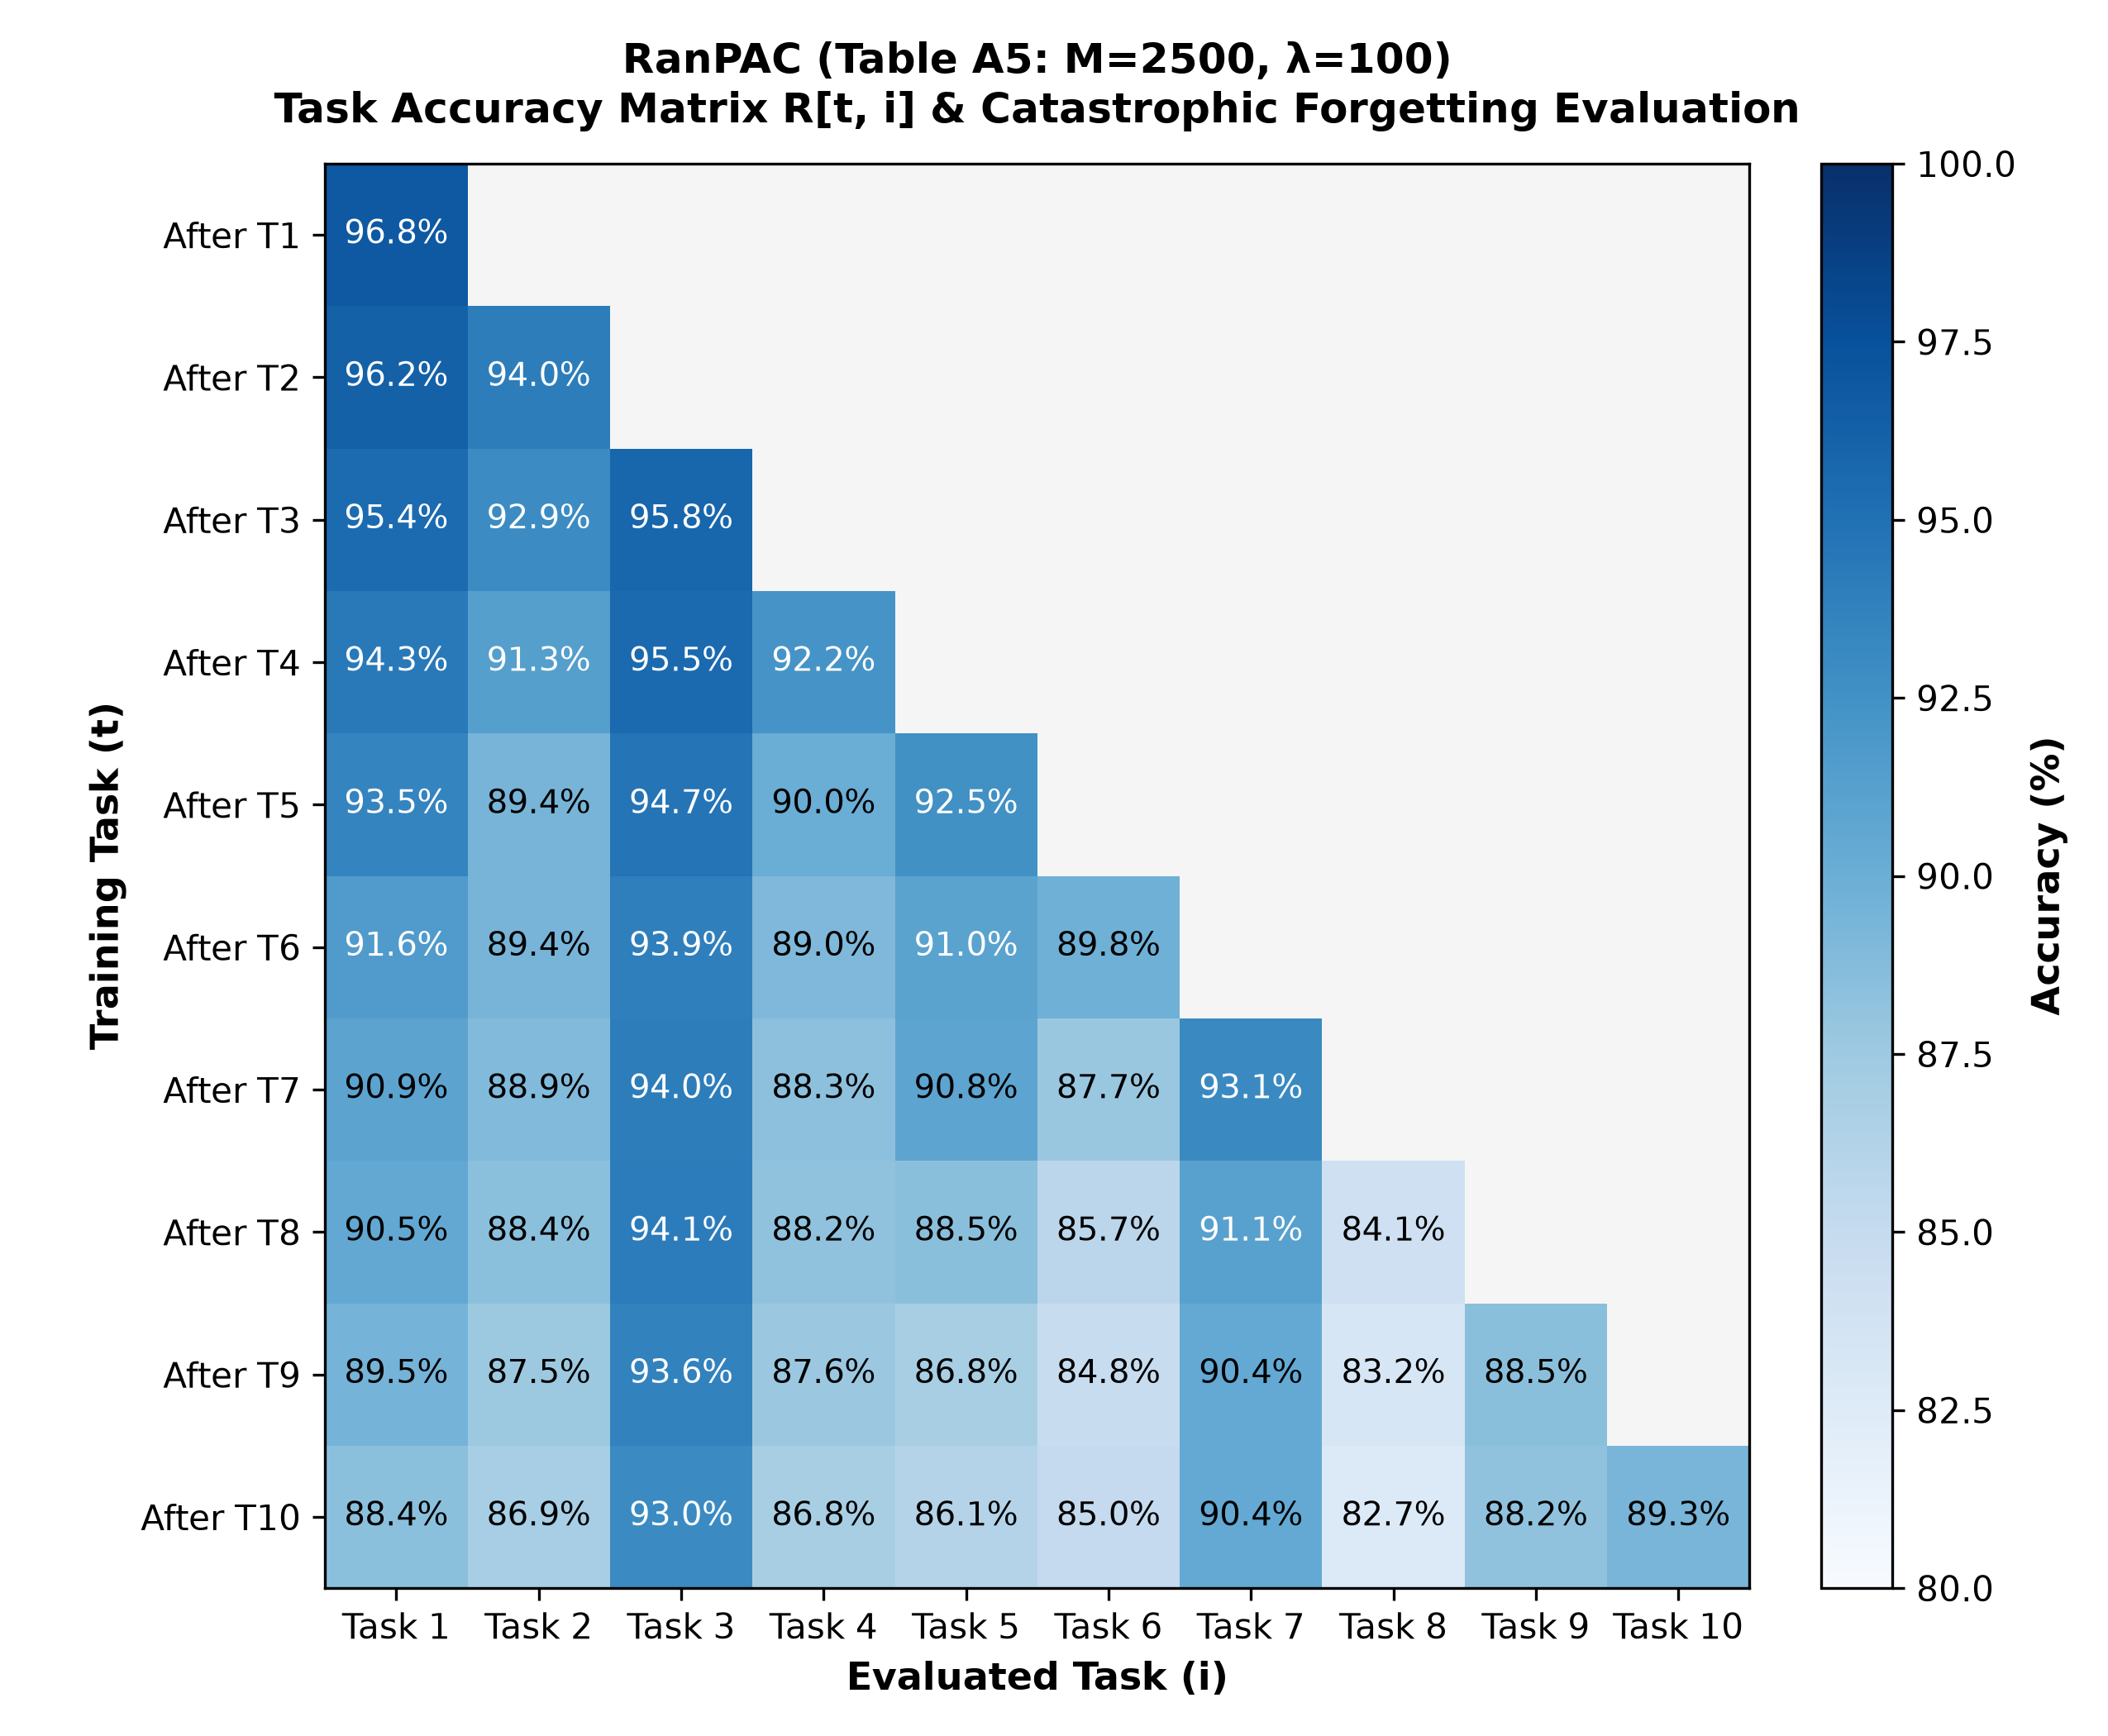 RanPAC (Table A5: M=2500, λ=100)
Task Accuracy Matrix R[t, i] & Catastrophic Forgetting Evaluation
After T1 96.8%
After T2 96.2% 94.0%
After T3 95.4% 92.9% 95.8%
After T4 94.3% 91.3% 95.5% 92.2%
After T5 93.5% 89.4% 94.7% 90.0% 92.5%
After T6 91.6% 89.4% 93.9% 89.0% 91.0% 89.8%
After T7 90.9% 88.9% 94.0% 88.3% 90.8% 87.7% 93.1%
After T8 90.5% 88.4% 94.1% 88.2% 88.5% 85.7% 91.1% 84.1%
After T9 89.5% 87.5% 93.6% 87.6% 86.8% 84.8% 90.4% 83.2% 88.5%
After T10 88.4% 86.9% 93.0% 86.8% 86.1% 85.0% 90.4% 82.7% 88.2% 89.3%
Task 1 Task 2 Task 3 Task 4 Task 5 Task 6 Task 7 Task 8 Task 9 Task 10
Evaluated Task (i)
Training Task (t)
100.0
97.5
95.0
92.5
90.0
87.5
85.0
82.5
80.0
Accuracy (%)